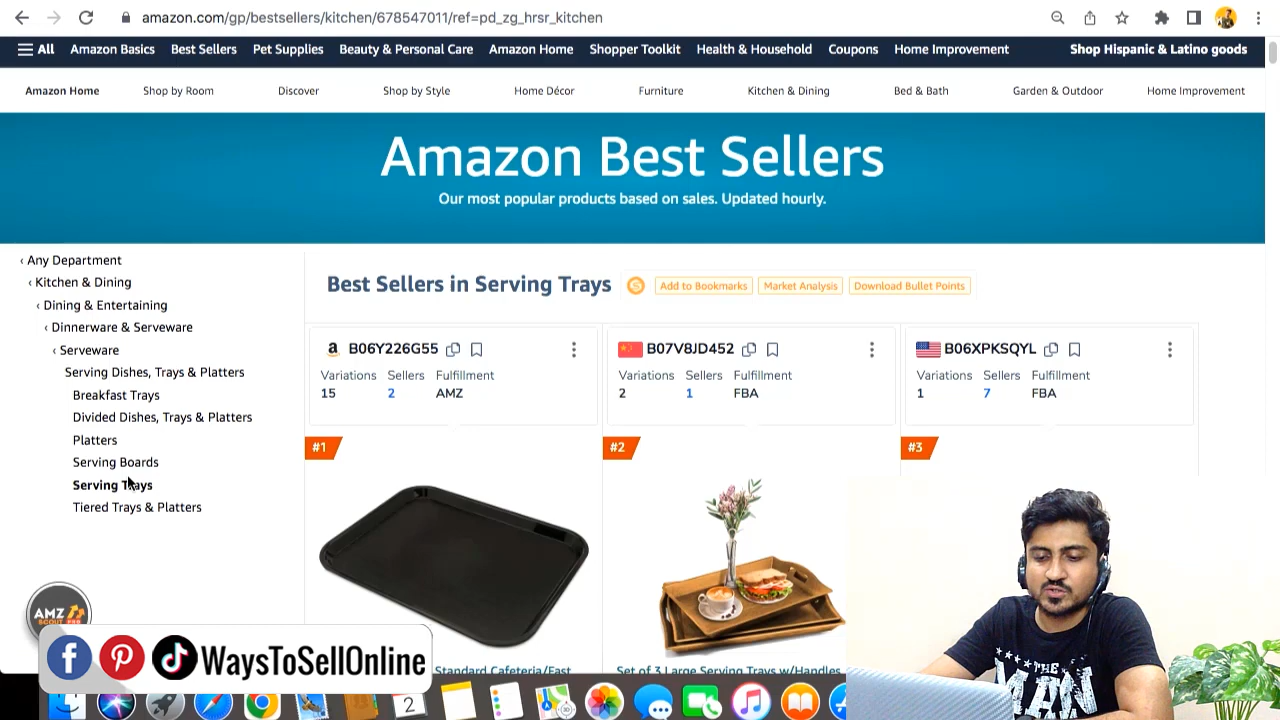 amazon.com/gp/bestsellers/kitchen/678547011/ref=pd_zg_hrsr_kitchen
All Amazon Basics Best Sellers Pet Supplies Beauty & Personal Care Amazon Home Shopper Toolkit Health & Household Coupons Home Improvement Shop Hispanic & Latino goods
Amazon Home Shop by Room Discover Shop by Style Home Décor Furniture Kitchen & Dining Bed & Bath Garden & Outdoor Home Improvement
Amazon Best Sellers
Our most popular products based on sales. Updated hourly.
‹ Any Department
‹ Kitchen & Dining
‹ Dining & Entertaining
‹ Dinnerware & Serveware
‹ Serveware
Serving Dishes, Trays & Platters
Breakfast Trays
Divided Dishes, Trays & Platters
Platters
Serving Boards
Serving Trays
Tiered Trays & Platters
Best Sellers in Serving Trays Add to Bookmarks Market Analysis Download Bullet Points
B06Y226G55
Variations Sellers Fulfillment
15 2 AMZ
#1
Standard Cafeteria/Fast
B07V8JD452
Variations Sellers Fulfillment
2 1 FBA
#2
Set of 3 Large Serving Trays w/Handles
B06XPKSQYL
Variations Sellers Fulfillment
1 7 FBA
#3
AMZ
SCOUT PRO
WaysToSellOnline
THE
MAN
2